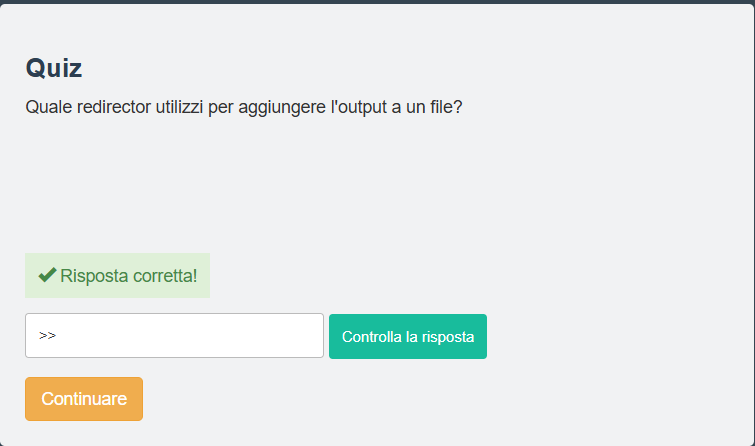 Quiz
Quale redirector utilizzi per aggiungere l'output a un file?
Risposta corretta!
>>
Controlla la risposta
Continuare